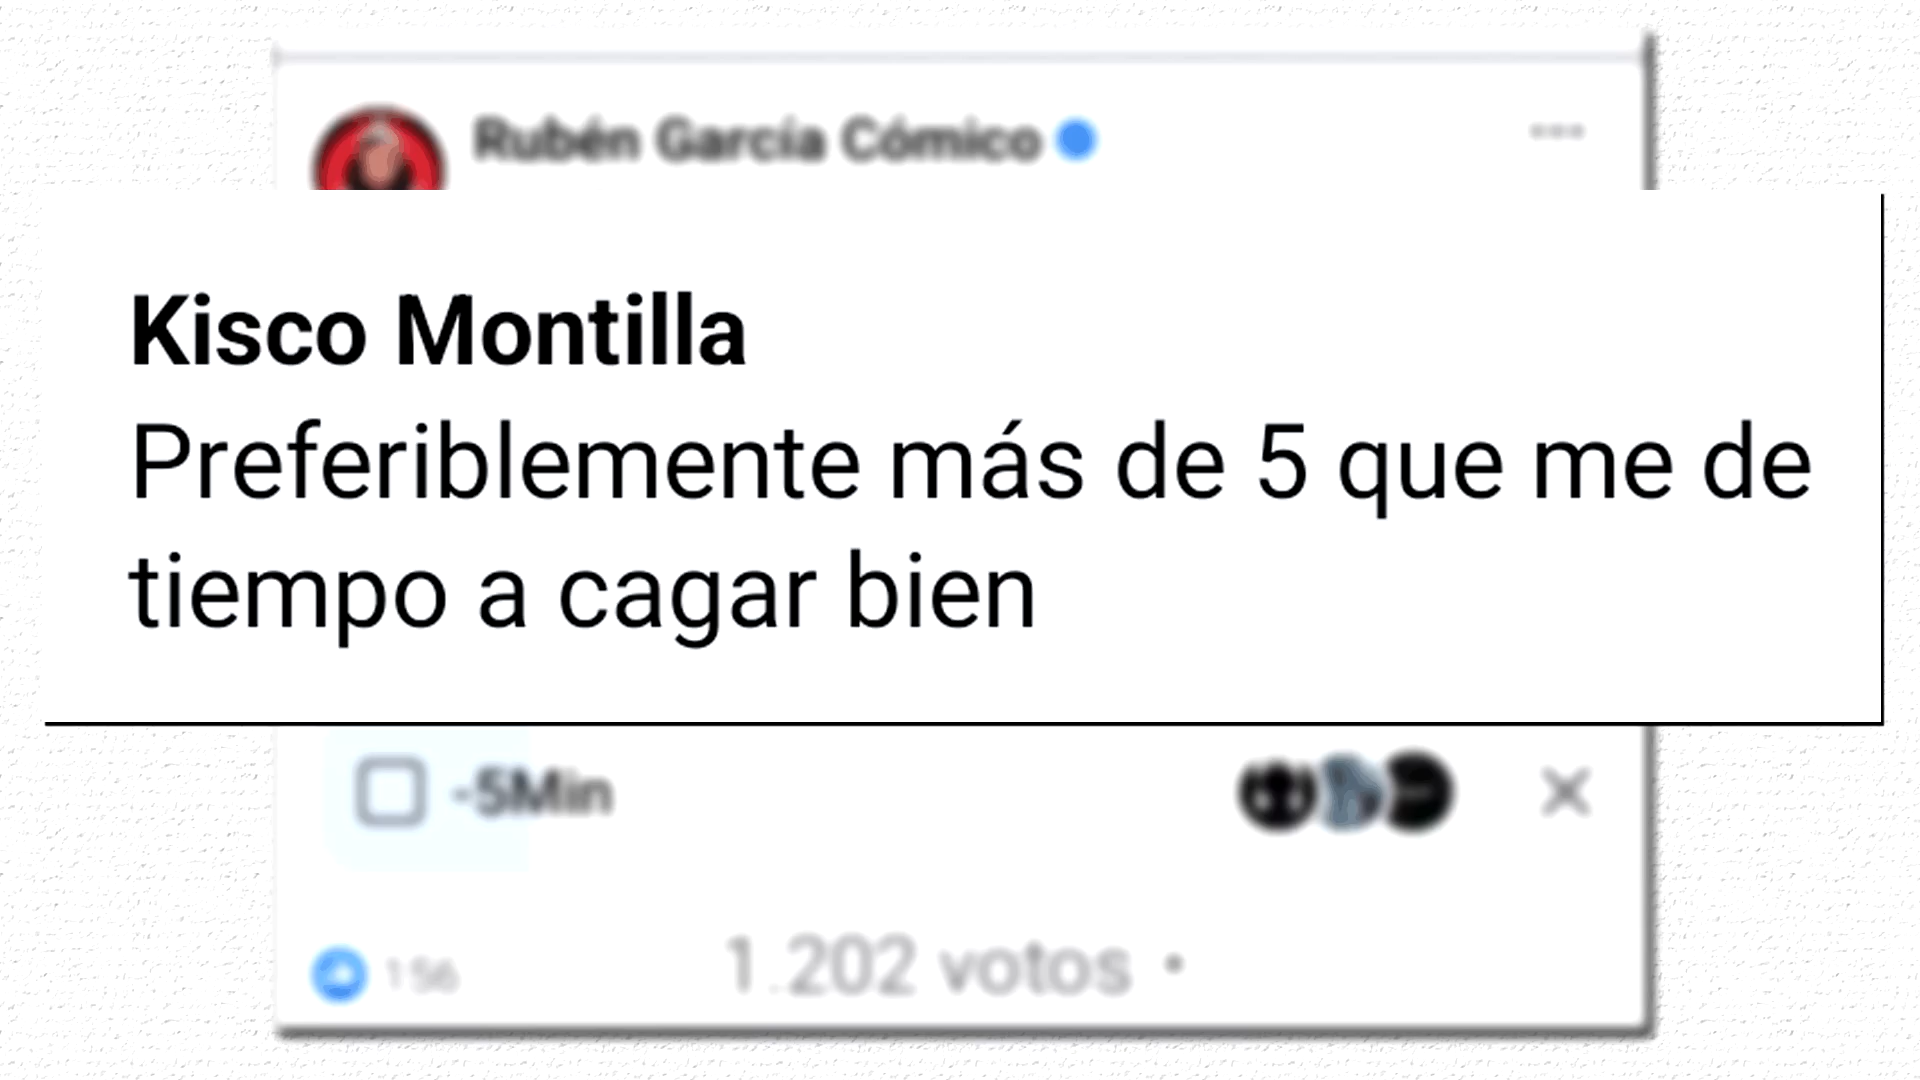 Rubén García Cómico
Kisco Montilla
Preferiblemente más de 5 que me de
tiempo a cagar bien
-5Min
156
1.202 votos •